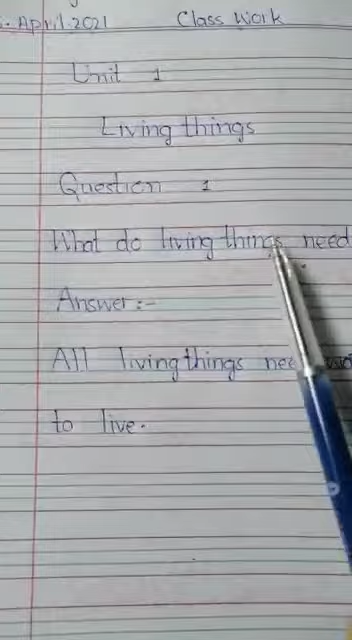 April 2021 Class Work
Unit 1
Living things
Question 1
What do living things need
Answer :-
All living things
to live.